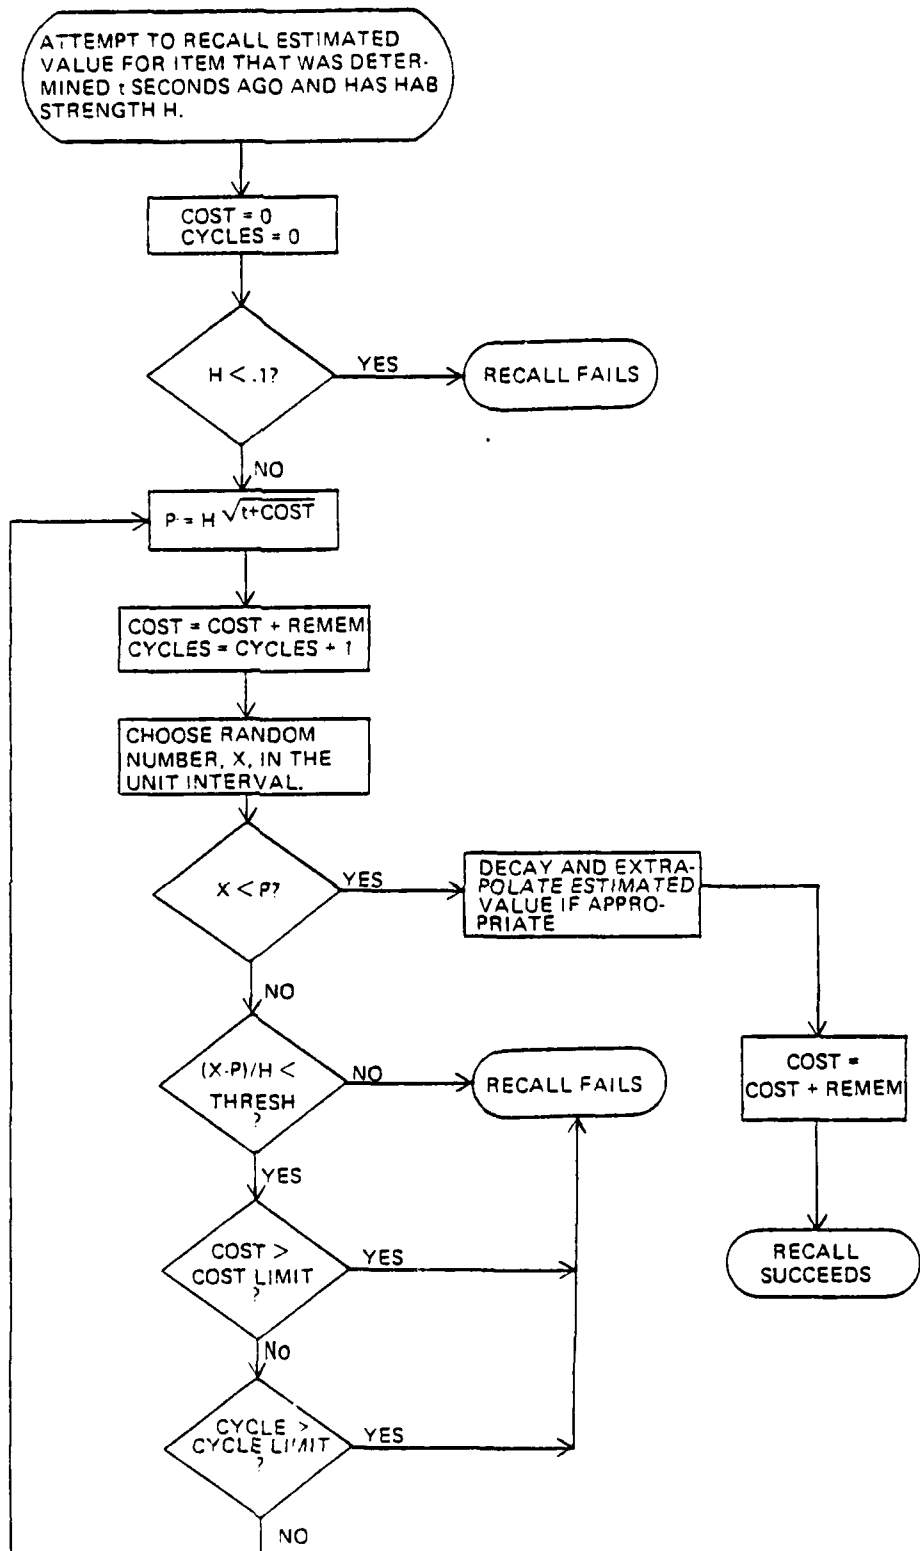 ATTEMPT TO RECALL ESTIMATED
VALUE FOR ITEM THAT WAS DETER-
MINED t SECONDS AGO AND HAS HAB
STRENGTH H.
COST = 0
CYCLES = 0
H < .1?
YES
RECALL FAILS
NO
P = H √t+COST
COST = COST + REMEM
CYCLES = CYCLES + 1
CHOOSE RANDOM
NUMBER, X, IN THE
UNIT INTERVAL.
X < P?
YES
DECAY AND EXTRA-
POLATE ESTIMATED
VALUE IF APPRO-
PRIATE
NO
(X-P)/H <
THRESH
?
NO
RECALL FAILS
COST =
COST + REMEM
YES
COST >
COST LIMIT
?
YES
RECALL
SUCCEEDS
No
CYCLE >
CYCLE LIMIT
?
YES
NO